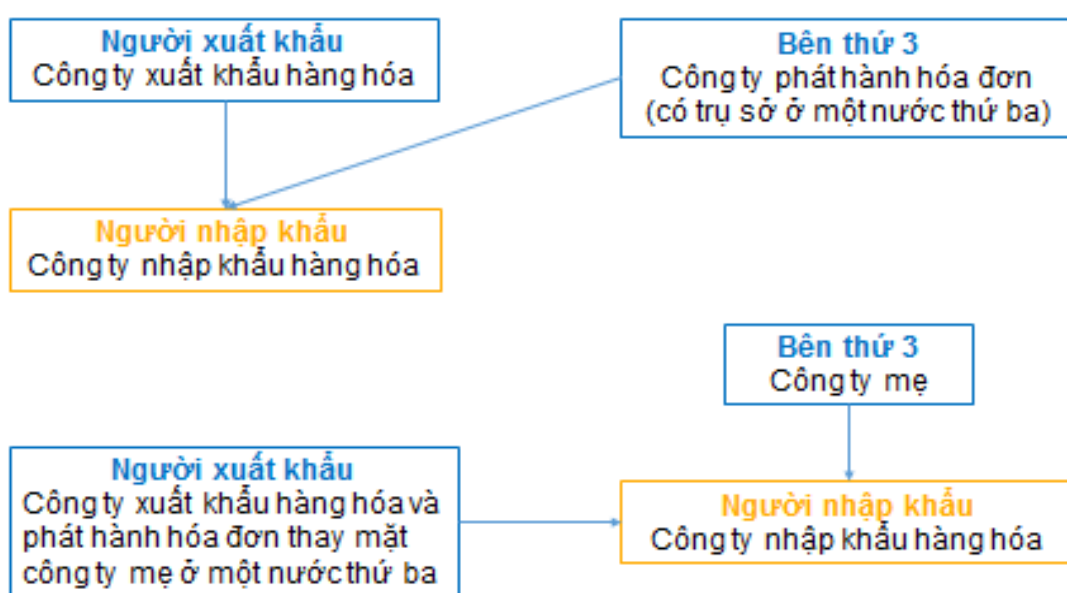 Người xuất khẩu
Công ty xuất khẩu hàng hóa
Bên thứ 3
Công ty phát hành hóa đơn
(có trụ sở ở một nước thứ ba)
Người nhập khẩu
Công ty nhập khẩu hàng hóa
Bên thứ 3
Công ty mẹ
Người xuất khẩu
Công ty xuất khẩu hàng hóa và
phát hành hóa đơn thay mặt
công ty mẹ ở một nước thứ ba
Người nhập khẩu
Công ty nhập khẩu hàng hóa